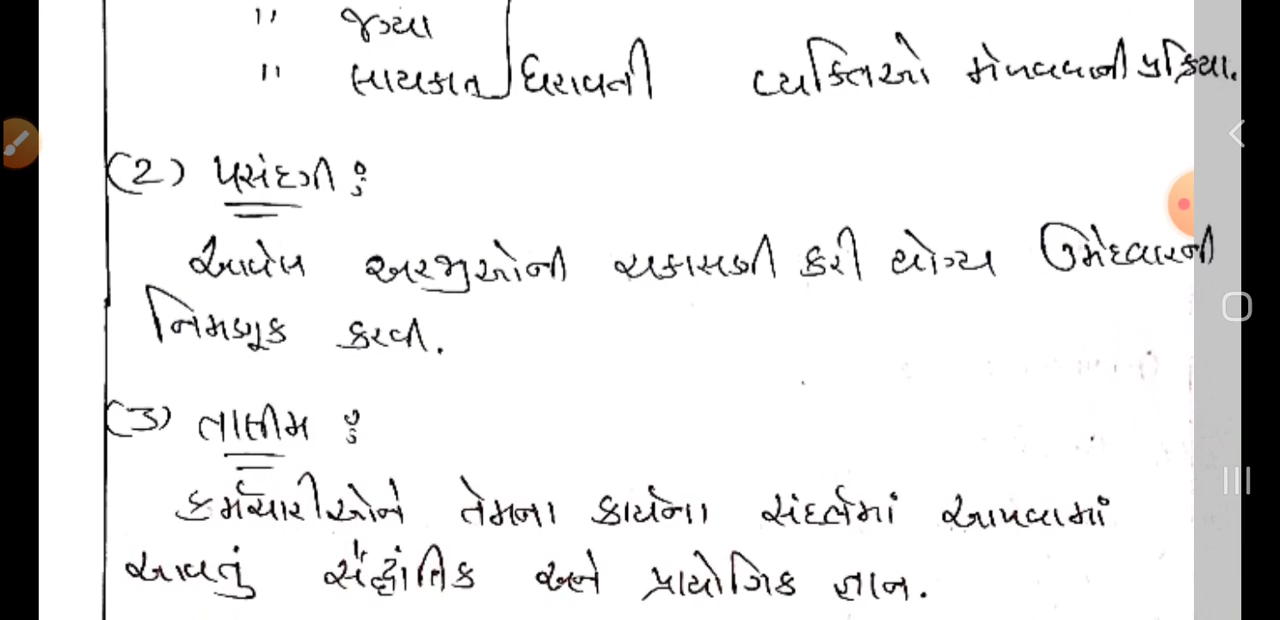 " જગ્યા
" લાયકાત ધરાવતી વ્યક્તિઓ મેળવવાની પ્રક્રિયા.
(2) પસંદગી :
આવેલ અરજીઓની ચકાસણી કરી યોગ્ય ઉમેદવારની
નિમણૂક કરવી.
(3) તાલીમ :
કર્મચારીઓને તેમના કાર્યના સંદર્ભમાં આપવામાં
આવતું સૈદ્ધાંતિક અને પ્રાયોગિક જ્ઞાન.